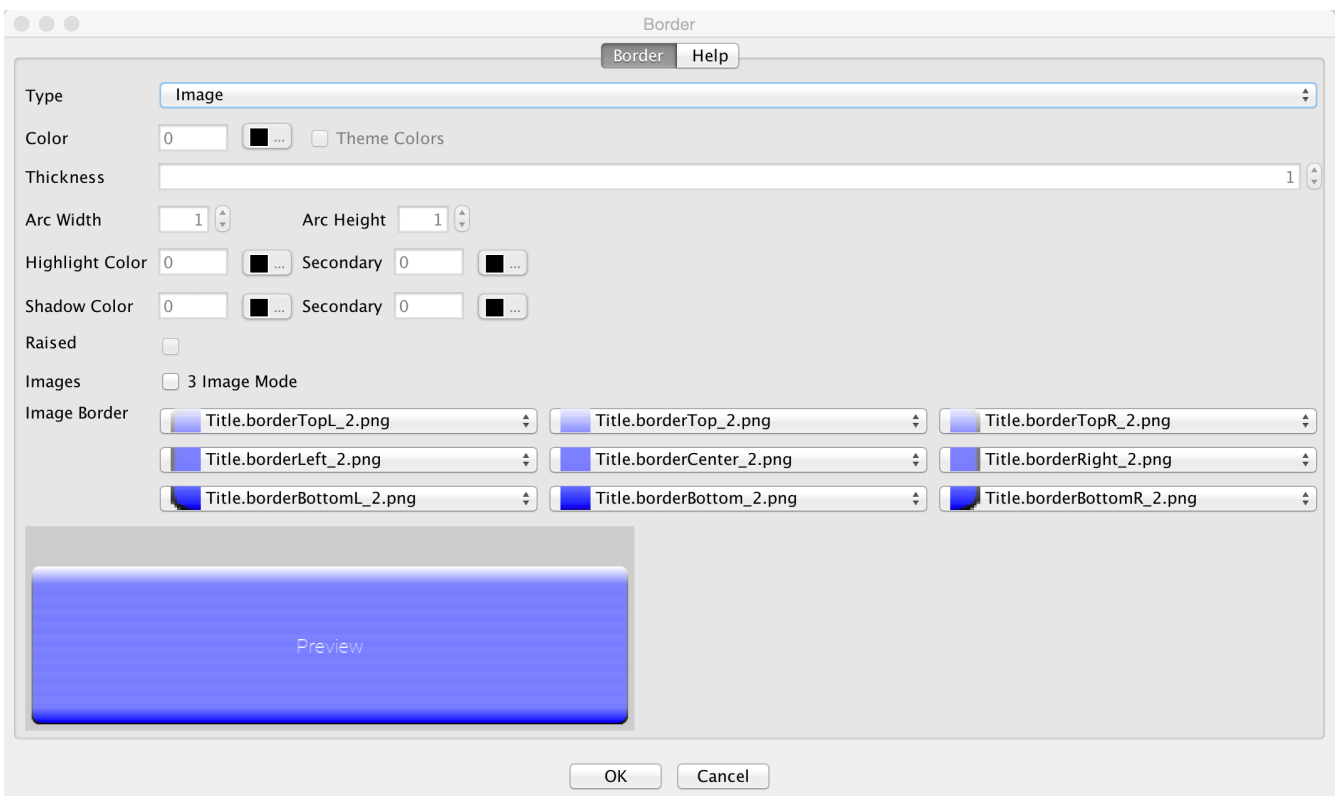 Border
Border Help
Type Image
Color 0 ... Theme Colors
Thickness 1
Arc Width 1 Arc Height 1
Highlight Color 0 ... Secondary 0 ...
Shadow Color 0 ... Secondary 0 ...
Raised
Images 3 Image Mode
Image Border Title.borderTopL_2.png Title.borderTop_2.png Title.borderTopR_2.png
Title.borderLeft_2.png Title.borderCenter_2.png Title.borderRight_2.png
Title.borderBottomL_2.png Title.borderBottom_2.png Title.borderBottomR_2.png
Preview
OK Cancel